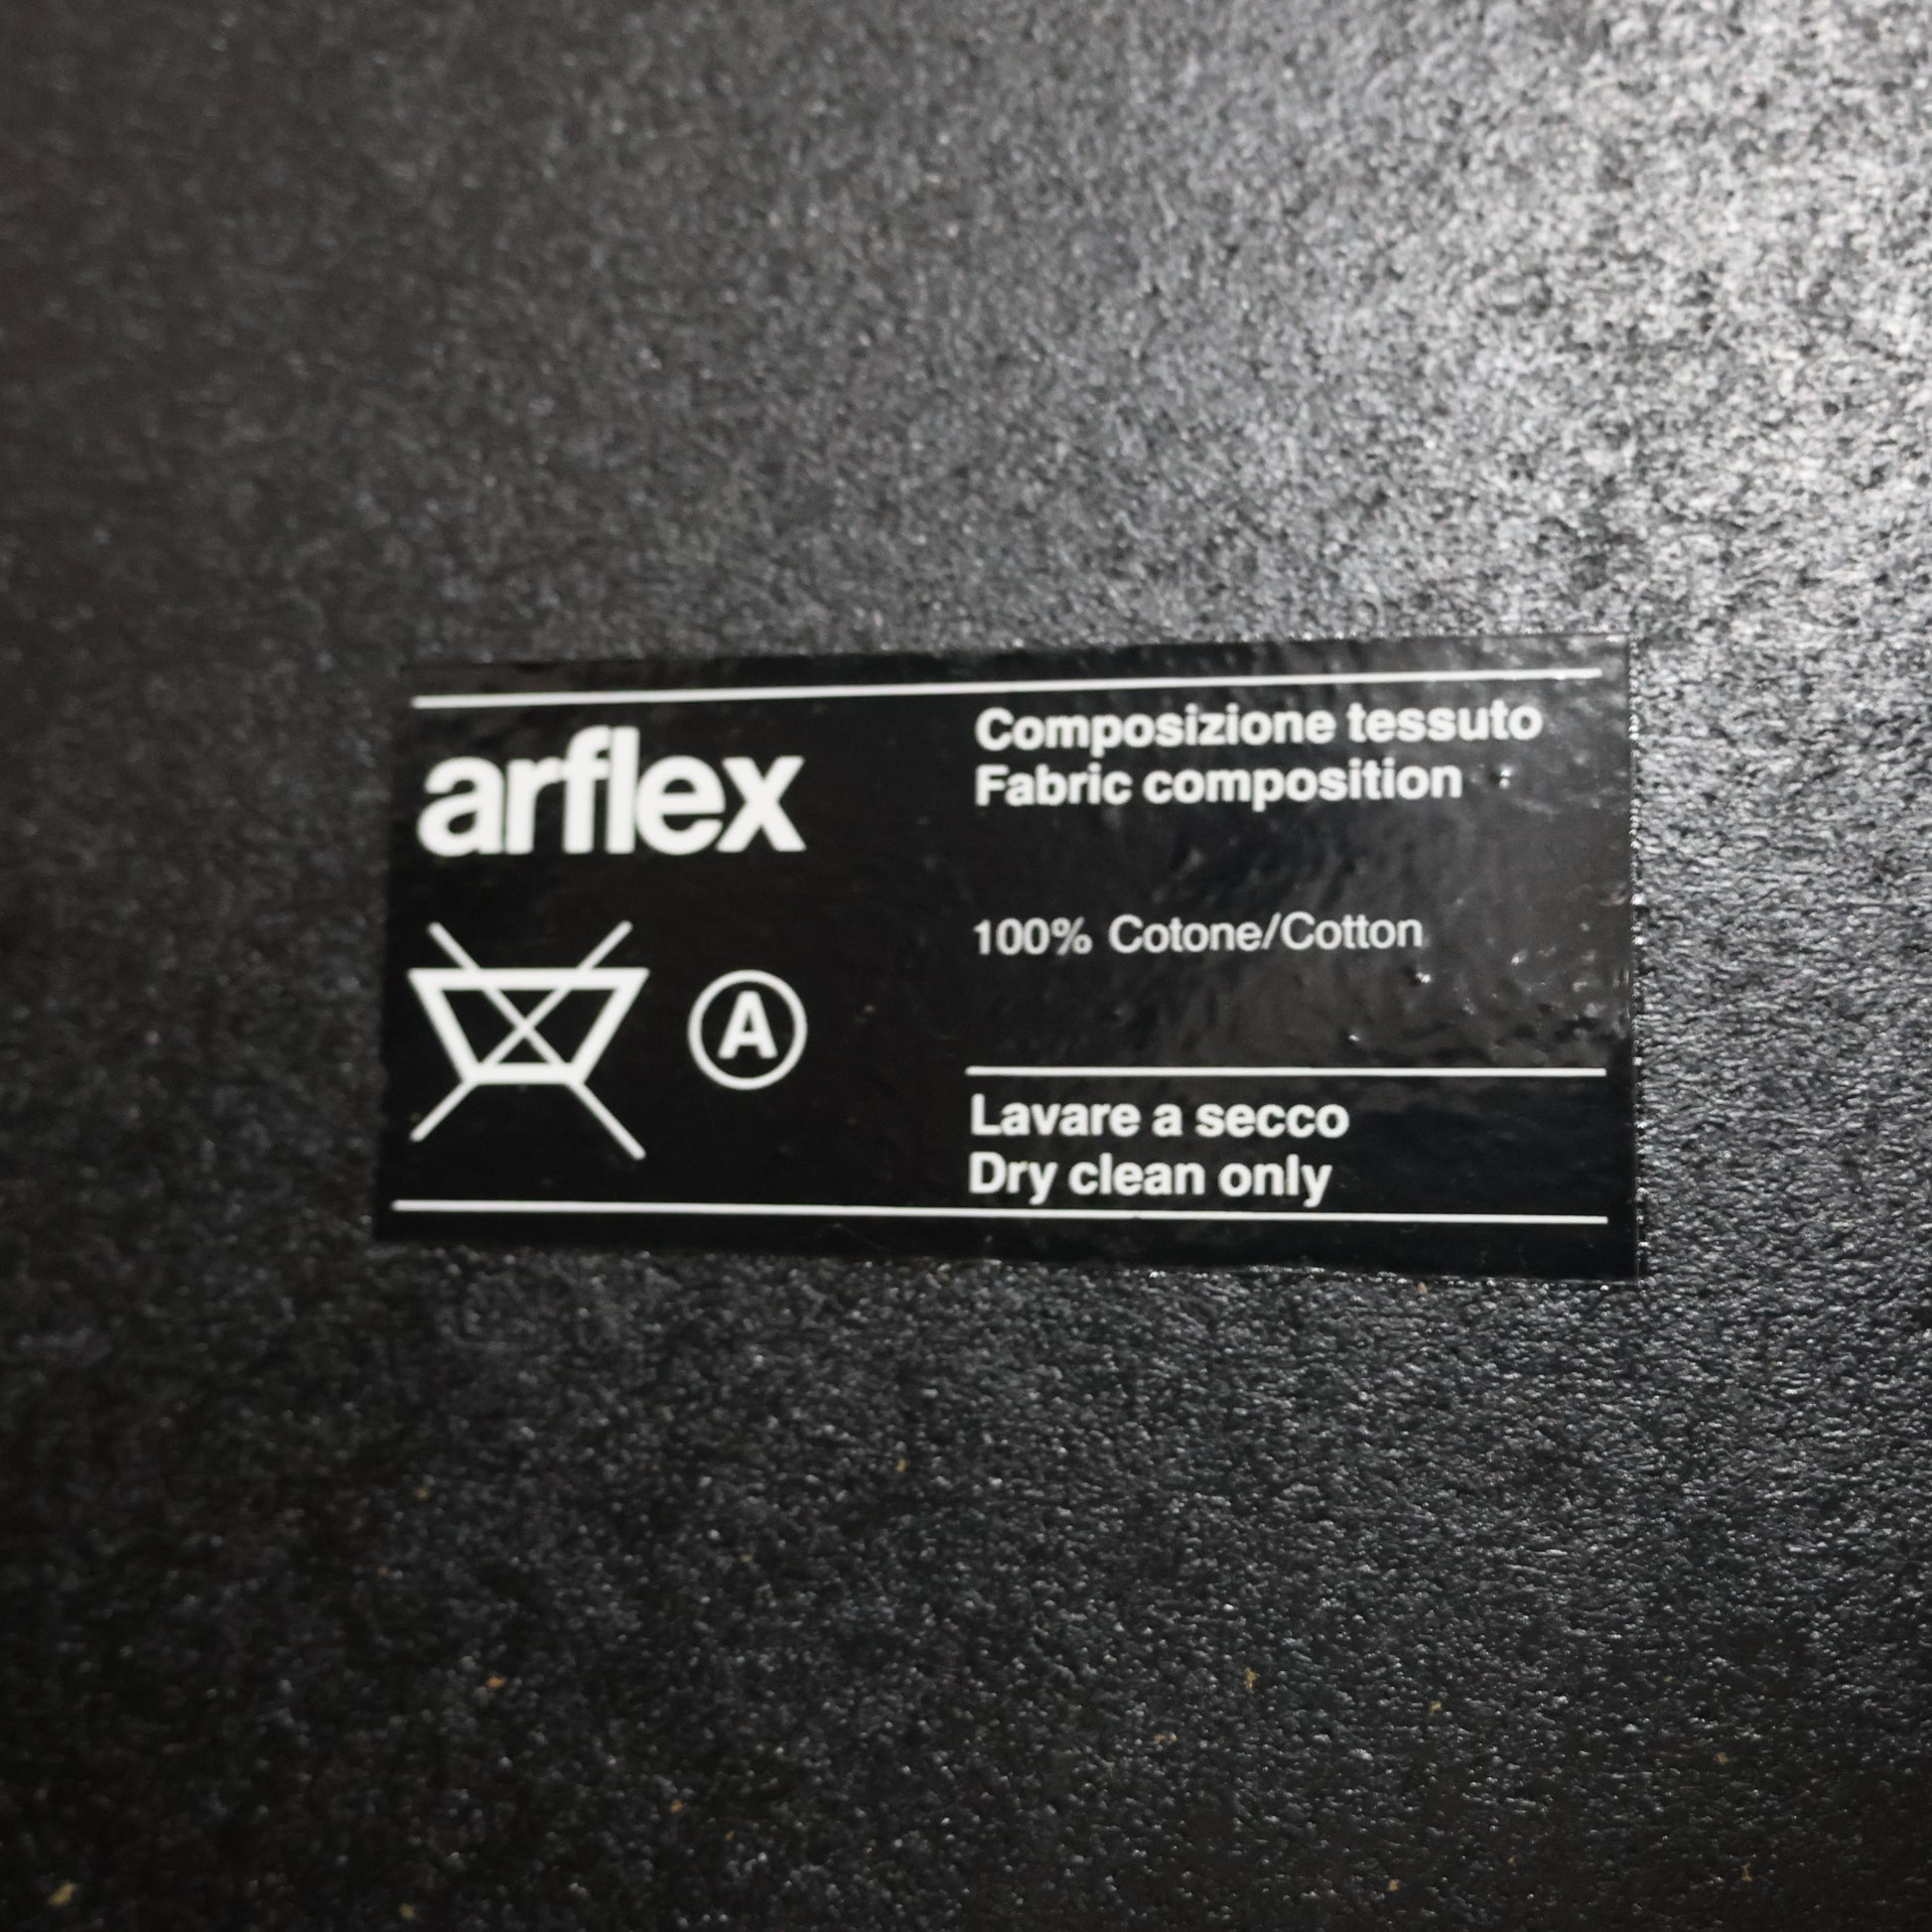 arflex
A
Composizione tessuto
Fabric composition
100% Cotone/Cotton
Lavare a secco
Dry clean only